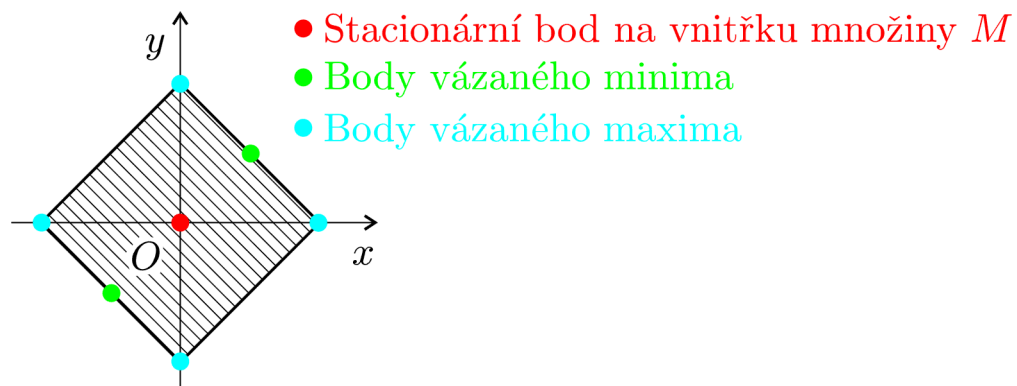 Stacionární bod na vnitřku množiny M
y
Body vázaného minima
Body vázaného maxima
O
x